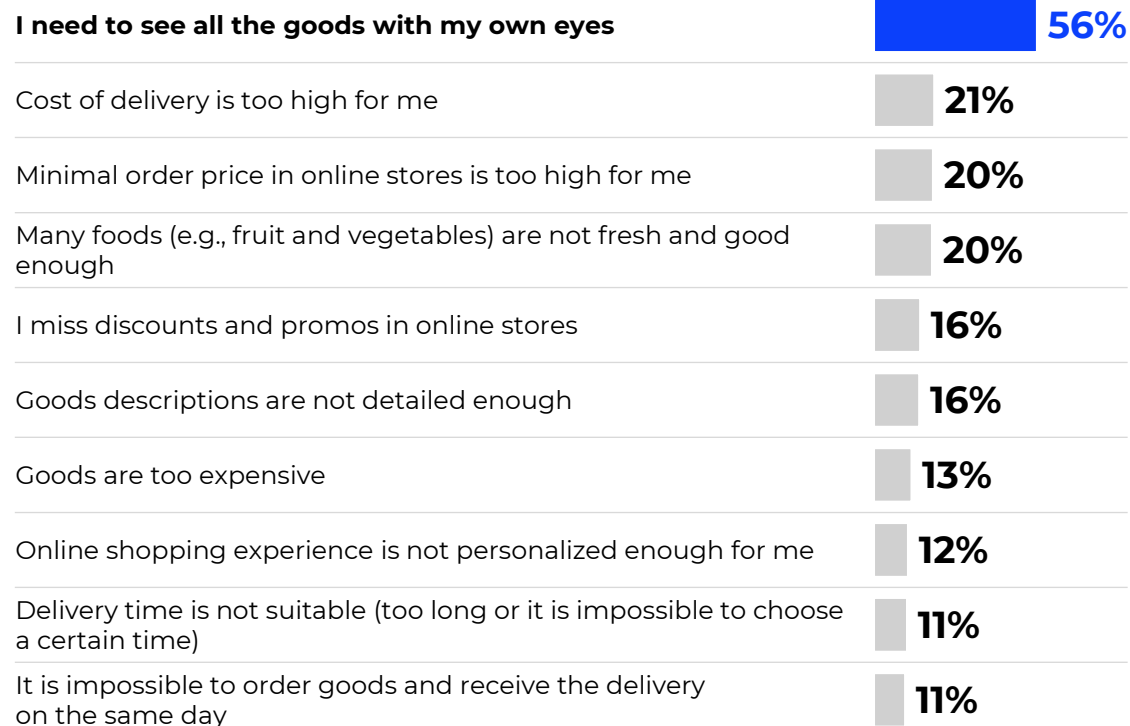 I need to see all the goods with my own eyes 56%
Cost of delivery is too high for me 21%
Minimal order price in online stores is too high for me 20%
Many foods (e.g., fruit and vegetables) are not fresh and good
enough 20%
I miss discounts and promos in online stores 16%
Goods descriptions are not detailed enough 16%
Goods are too expensive 13%
Online shopping experience is not personalized enough for me 12%
Delivery time is not suitable (too long or it is impossible to choose
a certain time) 11%
It is impossible to order goods and receive the delivery
on the same day 11%